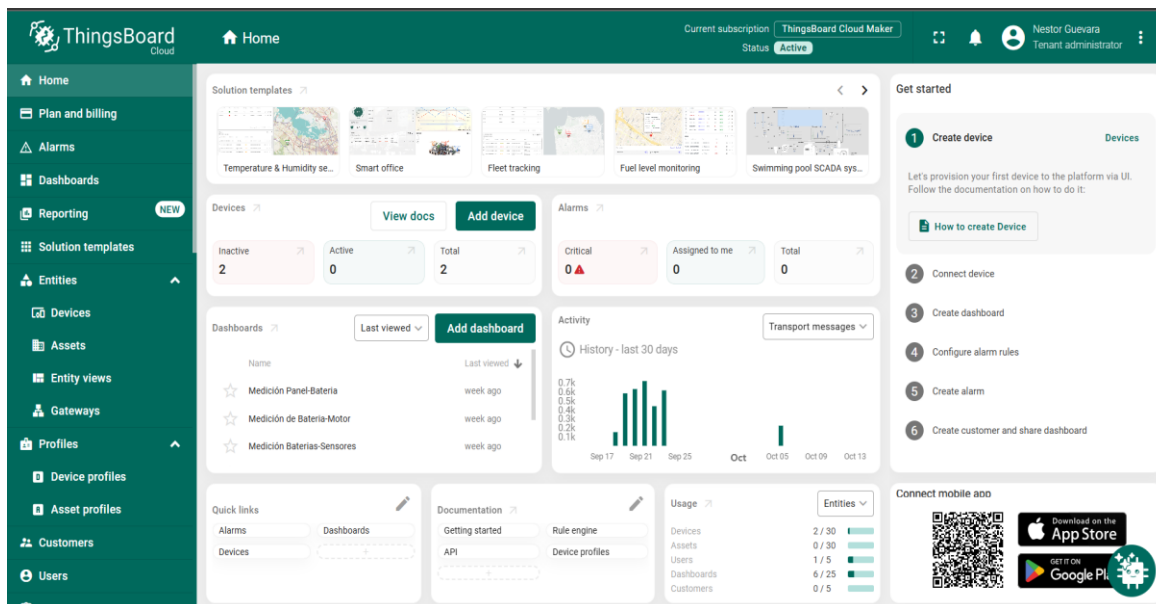 ThingsBoard
Cloud
Home
Current subscription ThingsBoard Cloud Maker
Status Active
Nestor Guevara
Tenant administrator
Home
Plan and billing
Alarms
Dashboards
Reporting NEW
Solution templates
Entities
Devices
Assets
Entity views
Gateways
Profiles
Device profiles
Asset profiles
Customers
Users
Solution templates
Temperature & Humidity se...
Smart office
Fleet tracking
Fuel level monitoring
Swimming pool SCADA sys...
Devices
View docs
Add device
Inactive
2
Active
0
Total
2
Alarms
Critical
0
Assigned to me
0
Total
0
Dashboards
Last viewed
Add dashboard
Name Last viewed
Medición Panel-Bateria week ago
Medición de Bateria-Motor week ago
Medición Baterias-Sensores week ago
Activity
Transport messages
History - last 30 days
0.7k
0.6k
0.5k
0.4k
0.3k
0.2k
0.1k
Sep 17 Sep 21 Sep 25 Oct Oct 05 Oct 09 Oct 13
Quick links
Alarms Dashboards
Devices +
Documentation
Getting started Rule engine
API Device profiles
+
Usage
Entities
Devices 2 / 30
Assets 0 / 30
Users 1 / 5
Dashboards 6 / 25
Customers 0 / 5
Get started
1 Create device Devices
Let's provision your first device to the platform via UI.
Follow the documentation on how to do it:
How to create Device
2 Connect device
3 Create dashboard
4 Configure alarm rules
5 Create alarm
6 Create customer and share dashboard
Connect mobile app
Download on the
App Store
GET IT ON
Google Pl